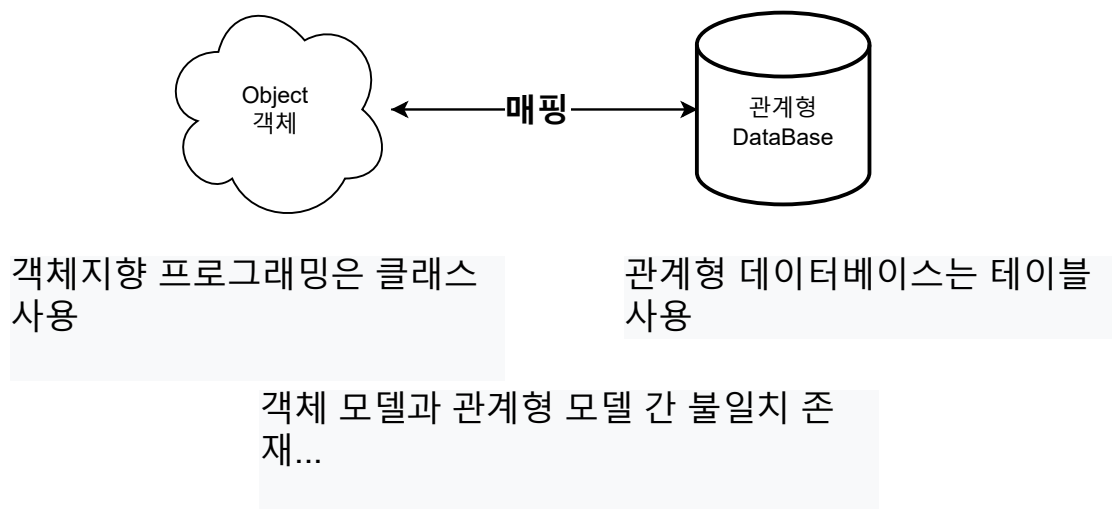 Object
객체
매핑
관계형
DataBase
객체지향 프로그래밍은 클래스
사용
관계형 데이터베이스는 테이블
사용
객체 모델과 관계형 모델 간 불일치 존
재...